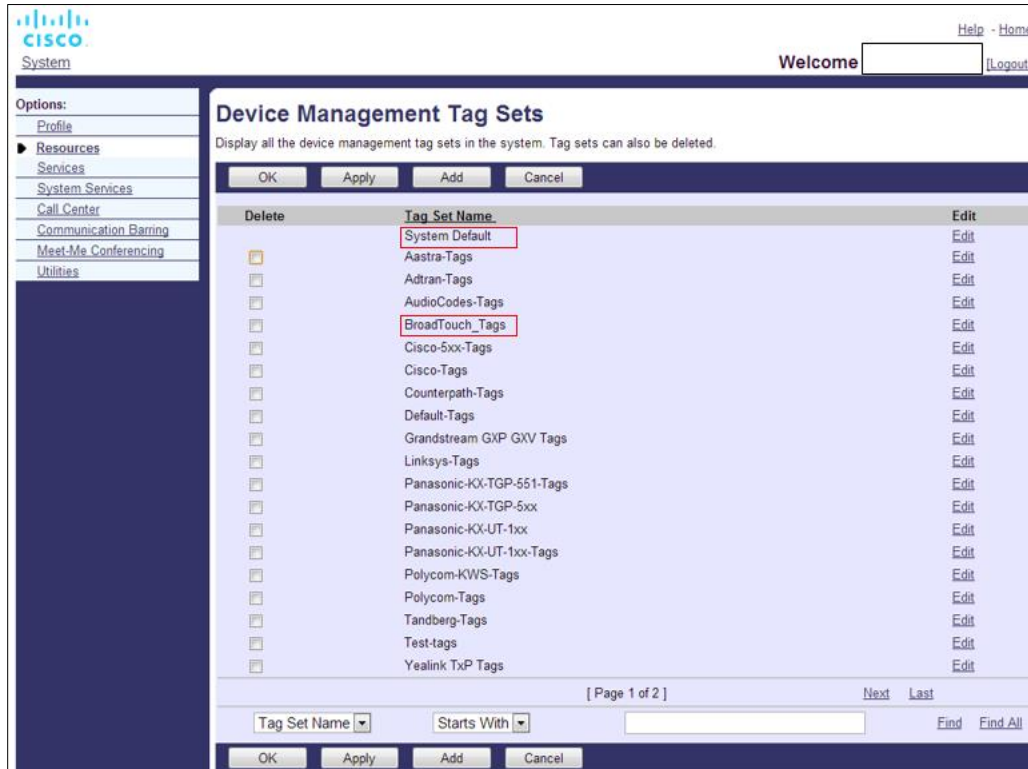 CISCO
Help - Home
System
Welcome
[Logout
Options:
Profile
Resources
Services
System Services
Call Center
Communication Barring
Meet-Me Conferencing
Utilities
Device Management Tag Sets
Display all the device management tag sets in the system. Tag sets can also be deleted.
OK Apply Add Cancel
Delete Tag Set Name Edit
System Default Edit
Aastra-Tags Edit
Adtran-Tags Edit
AudioCodes-Tags Edit
BroadTouch_Tags Edit
Cisco-5xx-Tags Edit
Cisco-Tags Edit
Counterpath-Tags Edit
Default-Tags Edit
Grandstream GXP GXV Tags Edit
Linksys-Tags Edit
Panasonic-KX-TGP-551-Tags Edit
Panasonic-KX-TGP-5xx Edit
Panasonic-KX-UT-1xx Edit
Panasonic-KX-UT-1xx-Tags Edit
Polycom-KWS-Tags Edit
Polycom-Tags Edit
Tandberg-Tags Edit
Test-tags Edit
Yealink TxP Tags Edit
[ Page 1 of 2 ] Next Last
Tag Set Name Starts With Find Find All
OK Apply Add Cancel